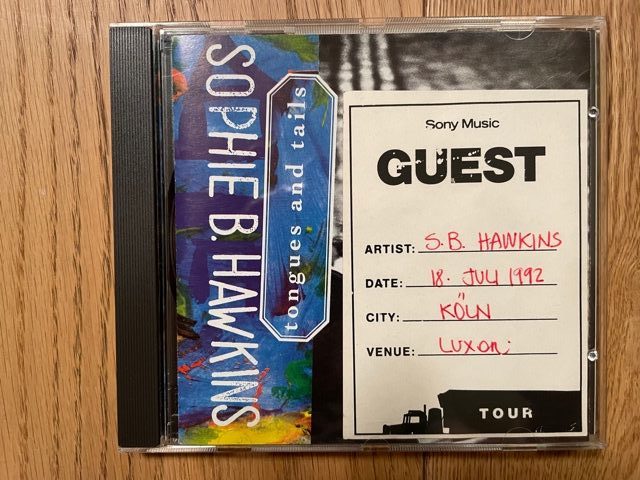 SOPHIE B. HAWKINS
tongues and tails
Sony Music
GUEST
ARTIST: S.B. HAWKINS
DATE: 18. JULI 1992
CITY: KÖLN
VENUE: Luxor
TOUR